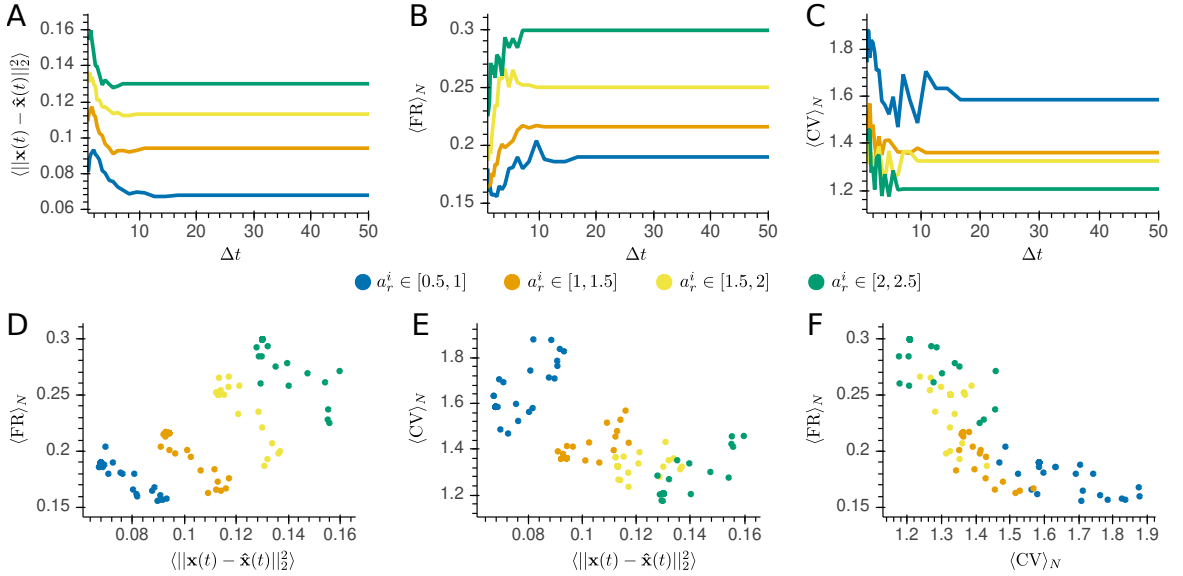 A
B
C
0.16
0.14
0.12
0.1
0.08
0.06
⟨||x(t) − x̂(t)||₂²⟩
0 10 20 30 40 50
Δt
0.3
0.25
0.2
0.15
⟨FR⟩_N
0 10 20 30 40 50
Δt
1.8
1.6
1.4
1.2
⟨CV⟩_N
0 10 20 30 40 50
Δt
aᵢʳ ∈ [0.5, 1]
aᵢʳ ∈ [1, 1.5]
aᵢʳ ∈ [1.5, 2]
aᵢʳ ∈ [2, 2.5]
D
E
F
0.3
0.25
0.2
0.15
⟨FR⟩_N
0.08 0.1 0.12 0.14 0.16
⟨||x(t) − x̂(t)||₂²⟩
1.8
1.6
1.4
1.2
⟨CV⟩_N
0.08 0.1 0.12 0.14 0.16
⟨||x(t) − x̂(t)||₂²⟩
0.3
0.25
0.2
0.15
⟨FR⟩_N
1.2 1.3 1.4 1.5 1.6 1.7 1.8 1.9
⟨CV⟩_N